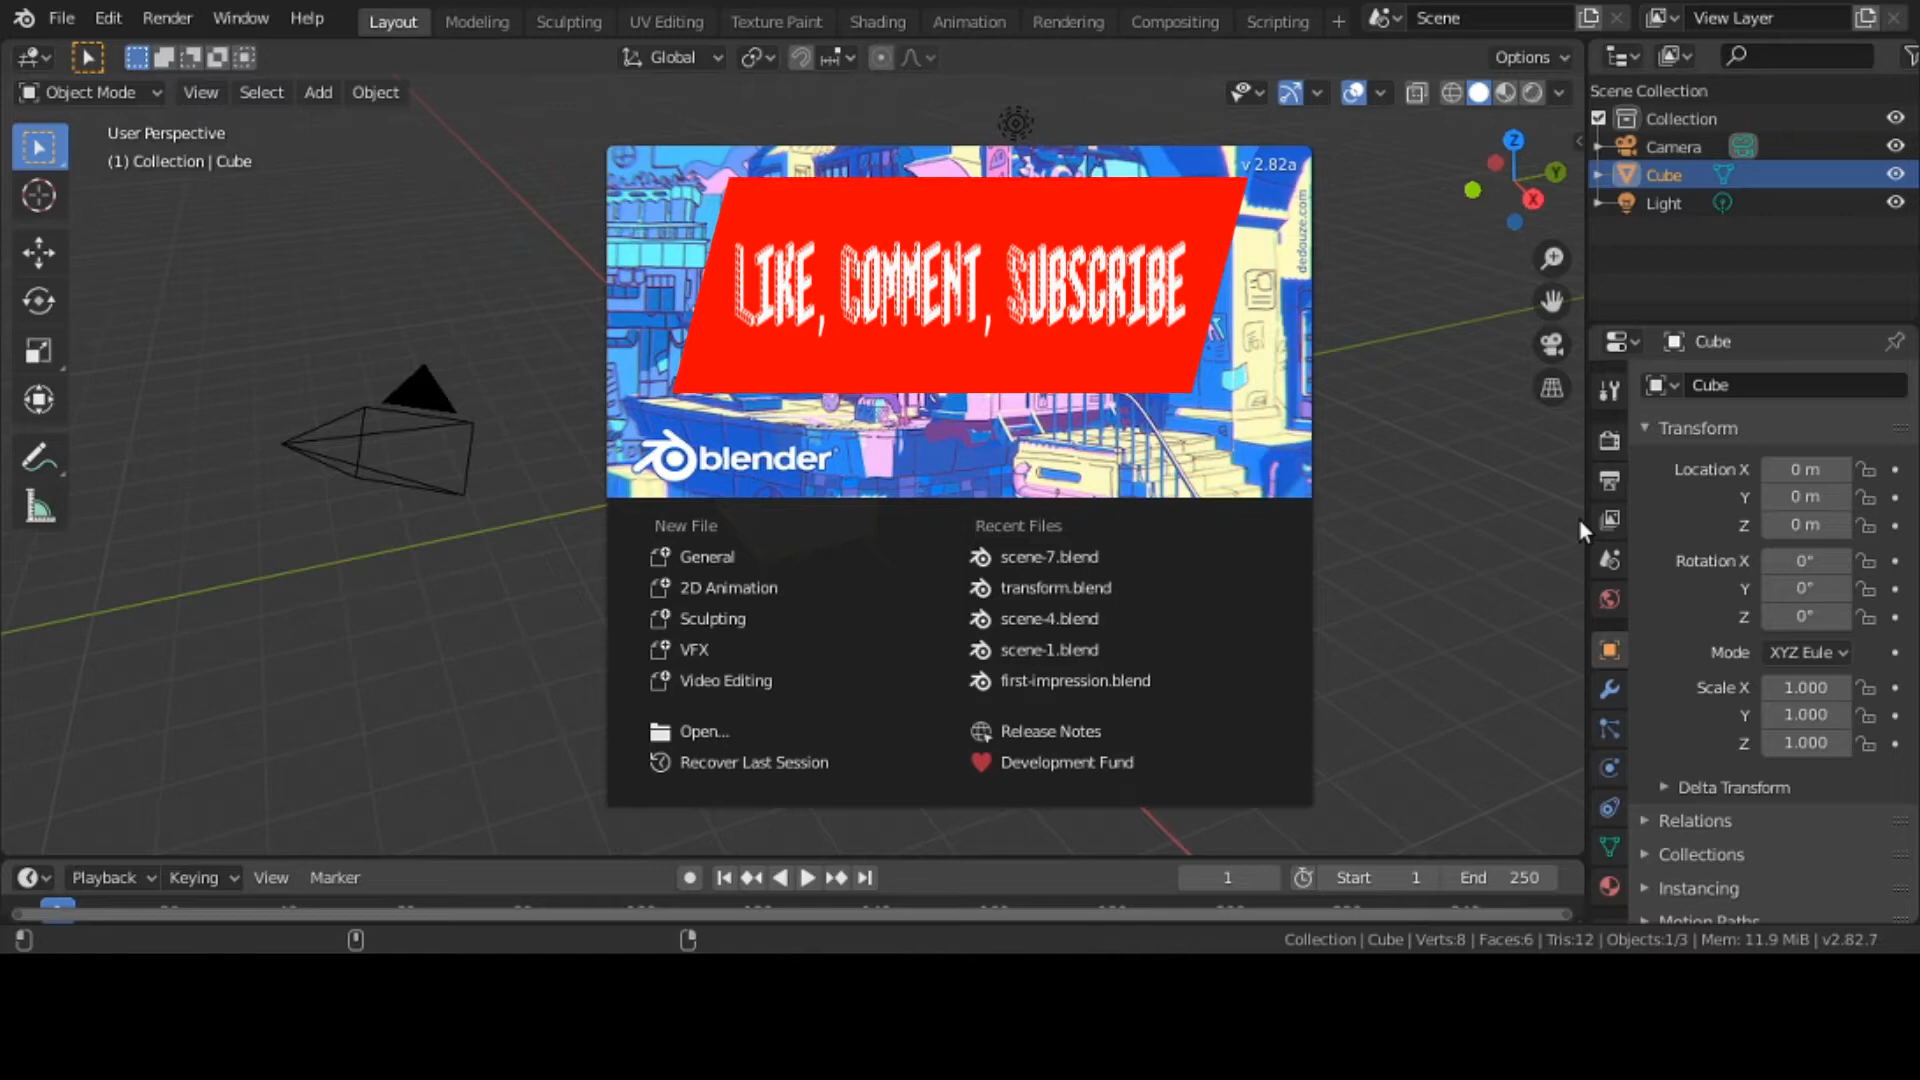 File Edit Render Window Help Layout Modeling Sculpting UV Editing Texture Paint Shading Animation Rendering Compositing Scripting + Scene View Layer
Global Options
Object Mode View Select Add Object
User Perspective
(1) Collection | Cube
Z
Y
X
v 2.82a
dedouze.com
LIKE, COMMENT, SUBSCRIBE
blender
New File
General
2D Animation
Sculpting
VFX
Video Editing
Open...
Recover Last Session
Recent Files
scene-7.blend
transform.blend
scene-4.blend
scene-1.blend
first-impression.blend
Release Notes
Development Fund
Scene Collection
Collection
Camera
Cube
Light
Cube
Cube
Transform
Location X 0 m
Y 0 m
Z 0 m
Rotation X 0°
Y 0°
Z 0°
Mode XYZ Eule
Scale X 1.000
Y 1.000
Z 1.000
Delta Transform
Relations
Collections
Instancing
Motion Paths
Playback Keying View Marker 1 Start 1 End 250
Collection | Cube | Verts:8 | Faces:6 | Tris:12 | Objects:1/3 | Mem: 11.9 MiB | v2.82.7